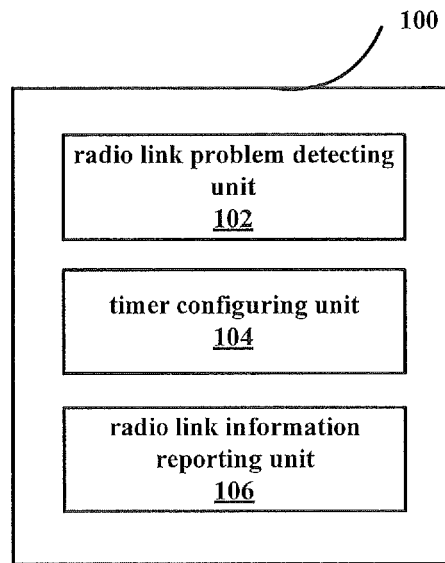 100
radio link problem detecting
unit
102
timer configuring unit
104
radio link information
reporting unit
106